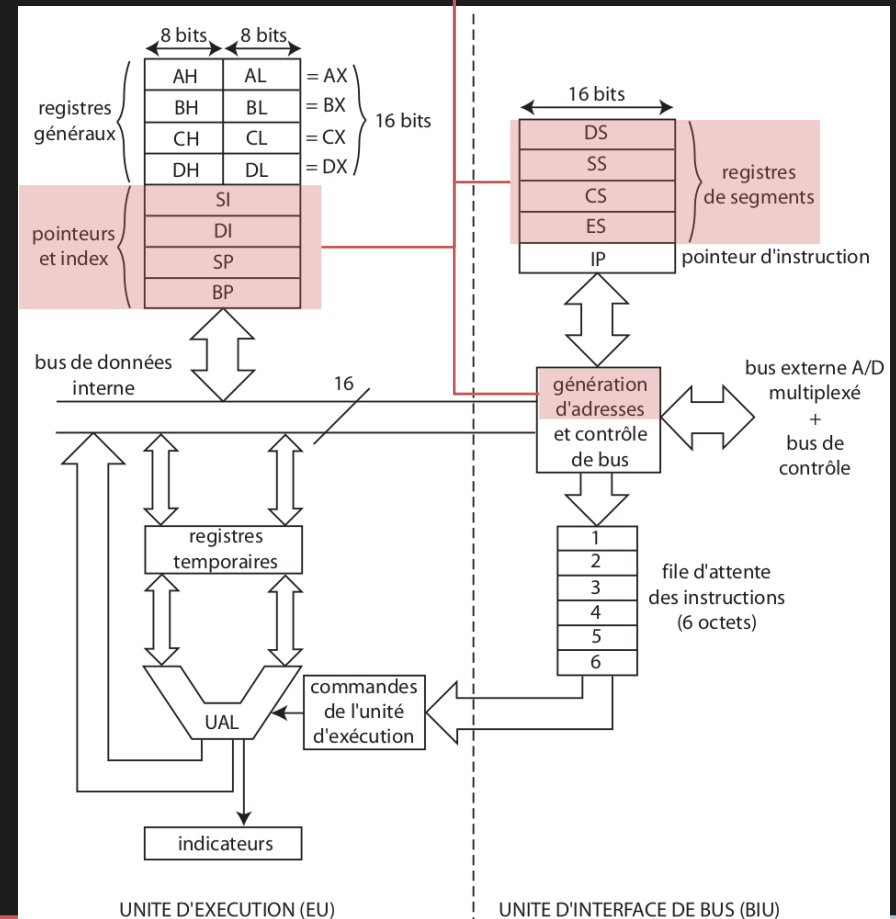 8 bits 8 bits
AH AL = AX
BH BL = BX
CH CL = CX
DH DL = DX
16 bits
registres
généraux
SI
DI
SP
BP
pointeurs
et index
16 bits
DS
SS
CS
ES
IP
registres
de segments
pointeur d'instruction
bus de données
interne
16
génération
d'adresses
et contrôle
de bus
bus externe A/D
multiplexé
+
bus de
contrôle
registres
temporaires
1
2
3
4
5
6
file d'attente
des instructions
(6 octets)
UAL
commandes
de l'unité
d'exécution
indicateurs
UNITE D'EXECUTION (EU)
UNITE D'INTERFACE DE BUS (BIU)